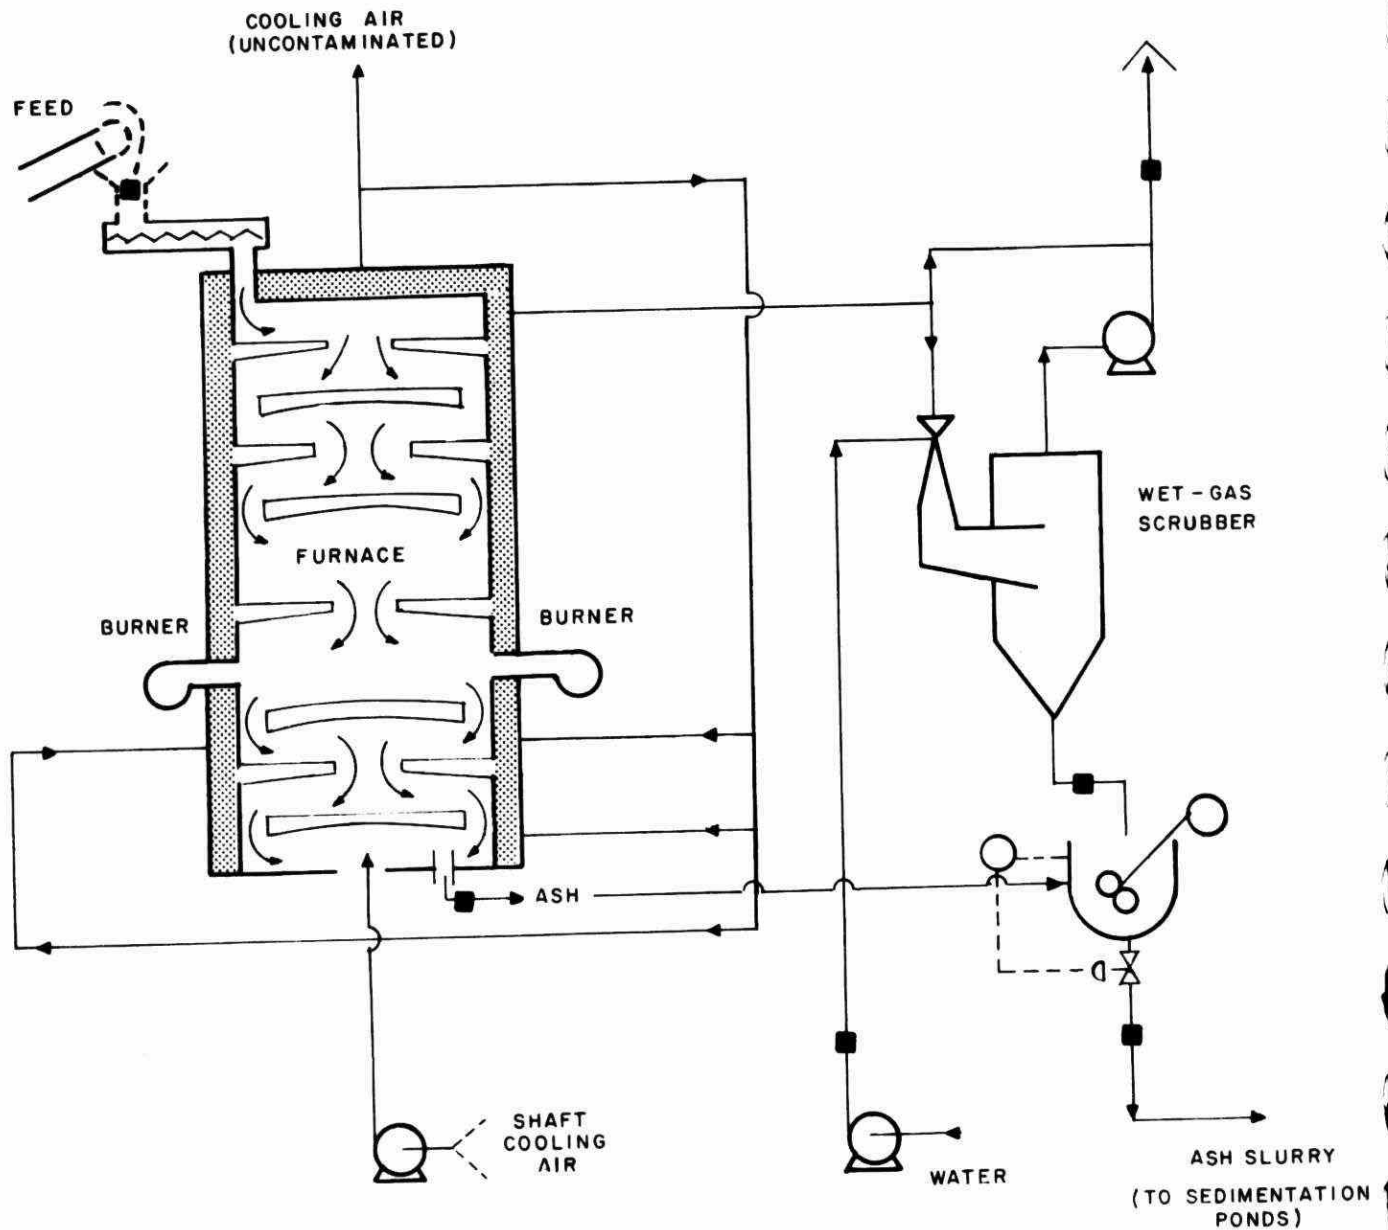 COOLING AIR
(UNCONTAMINATED)
FEED
FURNACE
BURNER
BURNER
WET-GAS
SCRUBBER
ASH
SHAFT
COOLING
AIR
WATER
ASH SLURRY
(TO SEDIMENTATION
PONDS)